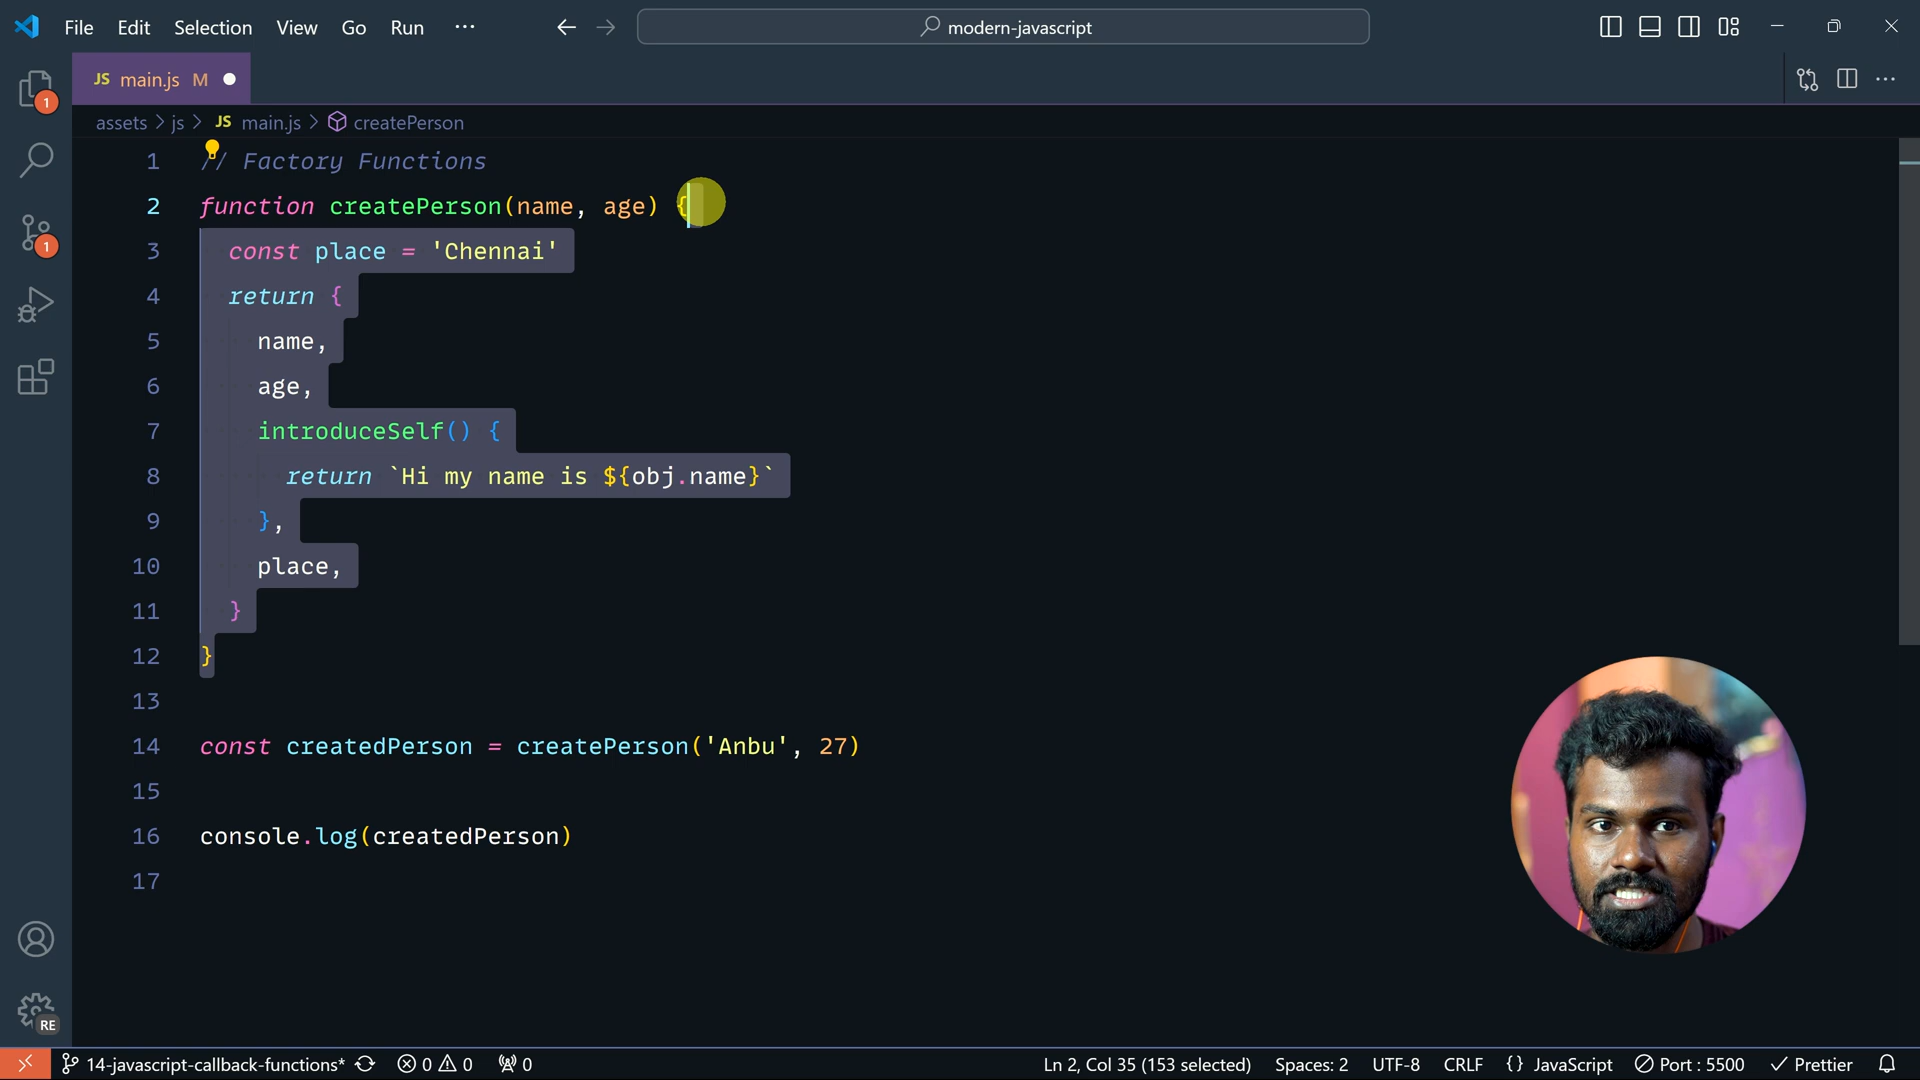 File Edit Selection View Go Run ... modern-javascript
JS main.js M
assets > js > JS main.js > createPerson
1 // Factory Functions
2 function createPerson(name, age) {
3 const place = 'Chennai'
4 return {
5 name,
6 age,
7 introduceSelf() {
8 return `Hi my name is ${obj.name}`
9 },
10 place,
11 }
12 }
13
14 const createdPerson = createPerson('Anbu', 27)
15
16 console.log(createdPerson)
17
1
1
RE
14-javascript-callback-functions* 0 0 0 Ln 2, Col 35 (153 selected) Spaces: 2 UTF-8 CRLF {} JavaScript Port : 5500 Prettier